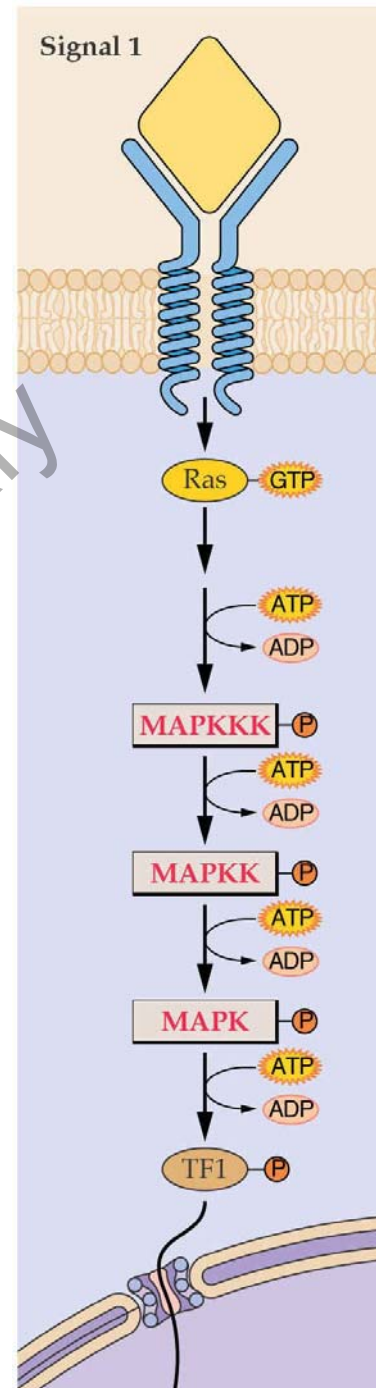 Signal 1
Ras
GTP
ATP
ADP
MAPKKK
P
ATP
ADP
MAPKK
P
ATP
ADP
MAPK
P
ATP
ADP
TF1
P